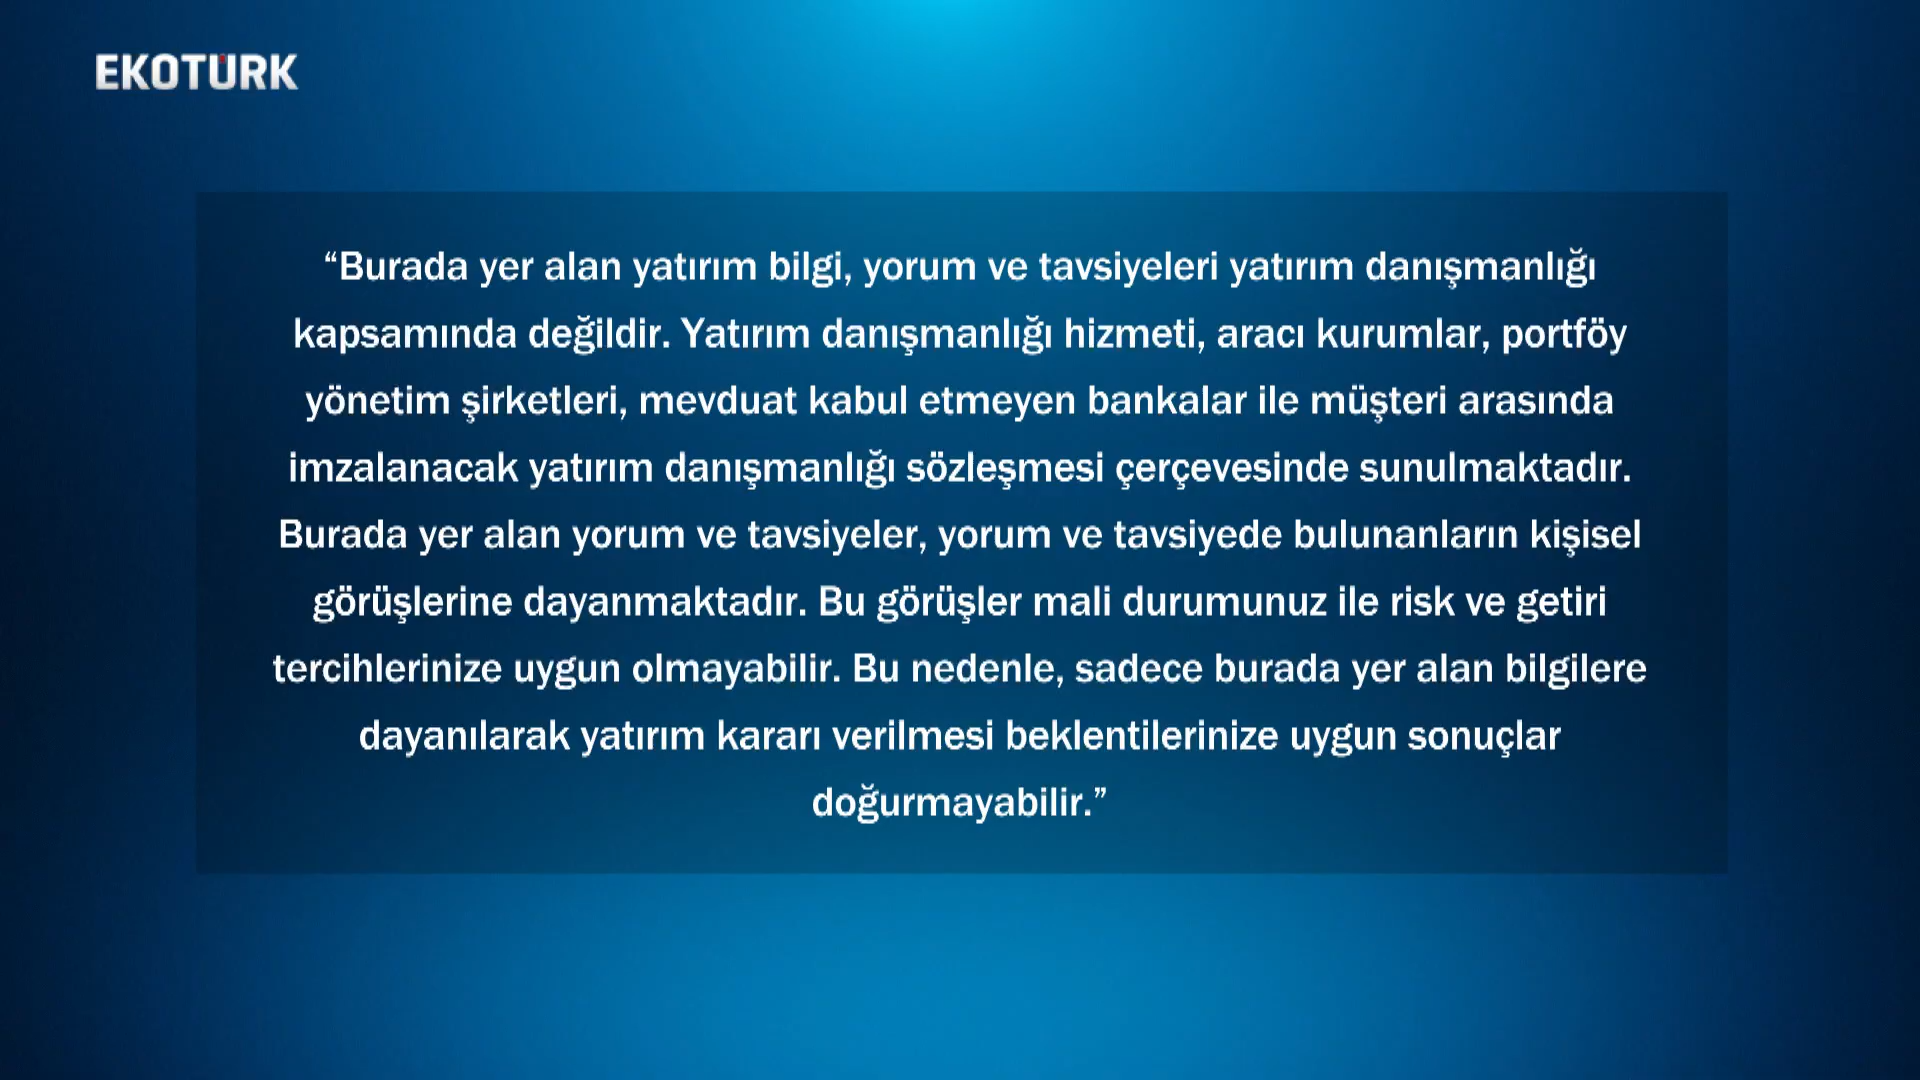 EKOTÜRK
“Burada yer alan yatırım bilgi, yorum ve tavsiyeleri yatırım danışmanlığı
kapsamında değildir. Yatırım danışmanlığı hizmeti, aracı kurumlar, portföy
yönetim şirketleri, mevduat kabul etmeyen bankalar ile müşteri arasında
imzalanacak yatırım danışmanlığı sözleşmesi çerçevesinde sunulmaktadır.
Burada yer alan yorum ve tavsiyeler, yorum ve tavsiyede bulunanların kişisel
görüşlerine dayanmaktadır. Bu görüşler mali durumunuz ile risk ve getiri
tercihlerinize uygun olmayabilir. Bu nedenle, sadece burada yer alan bilgilere
dayanılarak yatırım kararı verilmesi beklentilerinize uygun sonuçlar
doğurmayabilir.”